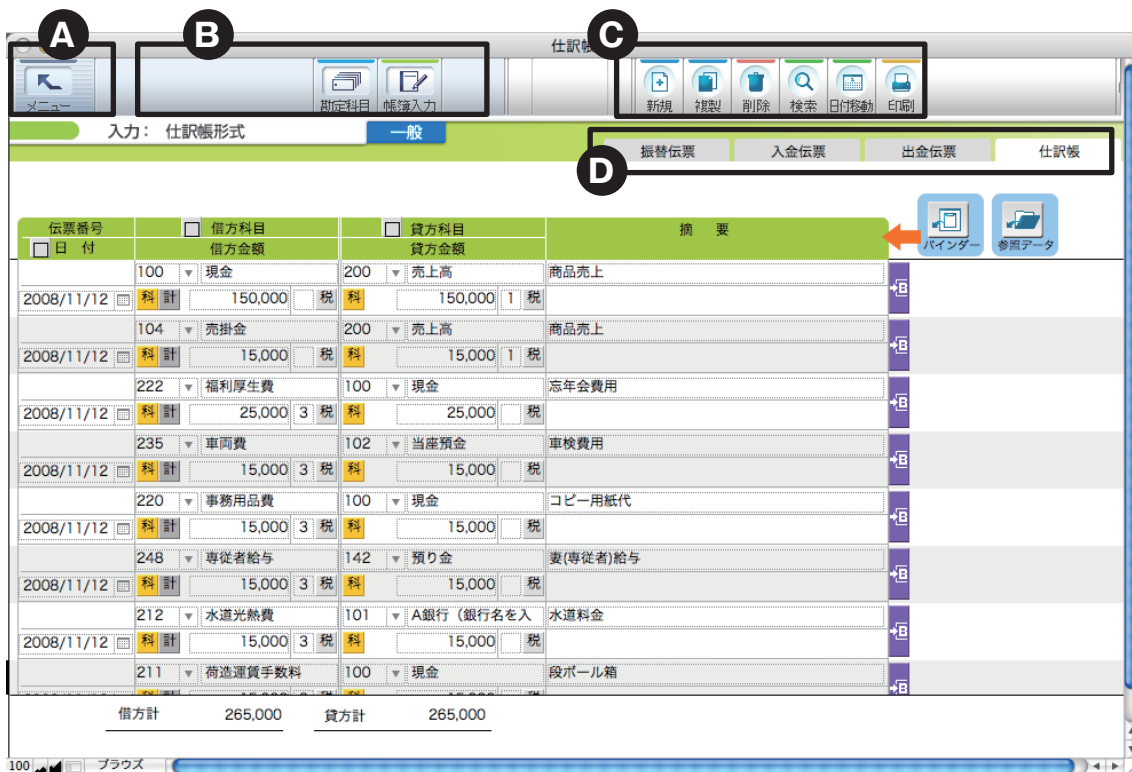 A
B
C
仕訳帳
メニュー
勘定科目 帳簿入力
新規 複製 削除 検索 日付移動 印刷
入力： 仕訳帳形式 一般
D
振替伝票 入金伝票 出金伝票 仕訳帳
伝票番号 借方科目 貸方科目 摘 要
日 付 借方金額 貸方金額
バインダー 参照データ
100 現金 200 売上高 商品売上
2008/11/12 科 計 150,000 税 科 150,000 1 税
B
104 売掛金 200 売上高 商品売上
2008/11/12 科 計 15,000 税 科 15,000 1 税
B
222 福利厚生費 100 現金 忘年会費用
2008/11/12 科 計 25,000 3 税 科 25,000 税
B
235 車両費 102 当座預金 車検費用
2008/11/12 科 計 15,000 3 税 科 15,000 税
B
220 事務用品費 100 現金 コピー用紙代
2008/11/12 科 計 15,000 3 税 科 15,000 税
B
248 専従者給与 142 預り金 妻(専従者)給与
2008/11/12 科 計 15,000 3 税 科 15,000 税
B
212 水道光熱費 101 A銀行（銀行名を入 水道料金
2008/11/12 科 計 15,000 3 税 科 15,000 税
B
211 荷造運賃手数料 100 現金 段ボール箱
B
借方計 265,000 貸方計 265,000
100 ブラウズ